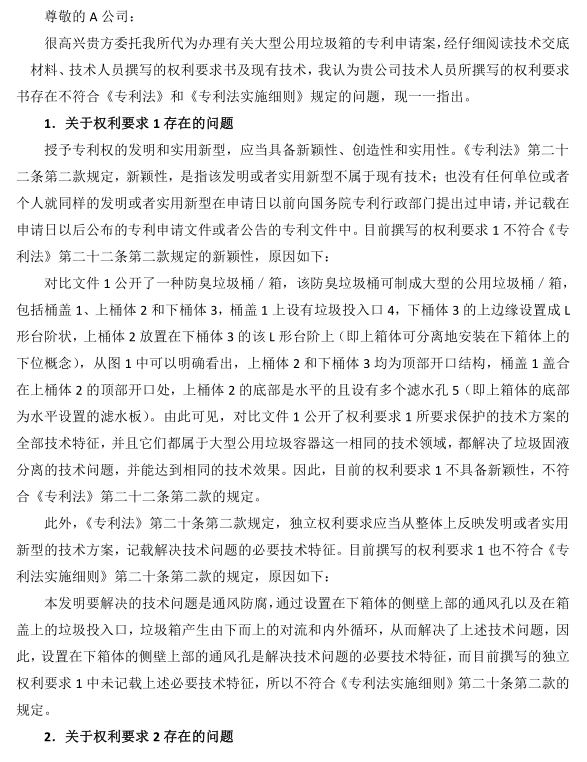 尊敬的 A 公司：
很高兴贵方委托我所代为办理有关大型公用垃圾箱的专利申请案，经仔细阅读技术交底
材料、技术人员撰写的权利要求书及现有技术，我认为贵公司技术人员所撰写的权利要求
书存在不符合《专利法》和《专利法实施细则》规定的问题，现一一指出。
1．关于权利要求 1 存在的问题
授予专利权的发明和实用新型，应当具备新颖性、创造性和实用性。《专利法》第二十
二条第二款规定，新颖性，是指该发明或者实用新型不属于现有技术；也没有任何单位或者
个人就同样的发明或者实用新型在申请日以前向国务院专利行政部门提出过申请，并记载在
申请日以后公布的专利申请文件或者公告的专利文件中。目前撰写的权利要求 1 不符合《专
利法》第二十二条第二款规定的新颖性，原因如下：
对比文件 1 公开了一种防臭垃圾桶／箱，该防臭垃圾桶可制成大型的公用垃圾桶／箱，
包括桶盖 1、上桶体 2 和下桶体 3，桶盖 1 上设有垃圾投入口 4，下桶体 3 的上边缘设置成 L
形台阶状，上桶体 2 放置在下桶体 3 的该 L 形台阶上（即上箱体可分离地安装在下箱体上的
下位概念），从图 1 中可以明确看出，上桶体 2 和下桶体 3 均为顶部开口结构，桶盖 1 盖合
在上桶体 2 的顶部开口处，上桶体 2 的底部是水平的且设有多个滤水孔 5（即上箱体的底部
为水平设置的滤水板）。由此可见，对比文件 1 公开了权利要求 1 所要求保护的技术方案的
全部技术特征，并且它们都属于大型公用垃圾容器这一相同的技术领域，都解决了垃圾固液
分离的技术问题，并能达到相同的技术效果。因此，目前的权利要求 1 不具备新颖性，不符
合《专利法》第二十二条第二款的规定。
此外，《专利法》第二十条第二款规定，独立权利要求应当从整体上反映发明或者实用
新型的技术方案，记载解决技术问题的必要技术特征。目前撰写的权利要求 1 也不符合《专
利法实施细则》第二十条第二款的规定，原因如下：
本发明要解决的技术问题是通风防腐，通过设置在下箱体的侧壁上部的通风孔以及在箱
盖上的垃圾投入口，垃圾箱产生由下而上的对流和内外循环，从而解决了上述技术问题，因
此，设置在下箱体的侧壁上部的通风孔是解决技术问题的必要技术特征，而目前撰写的独立
权利要求 1 中未记载上述必要技术特征，所以不符合《专利法实施细则》第二十条第二款的
规定。
2．关于权利要求 2 存在的问题